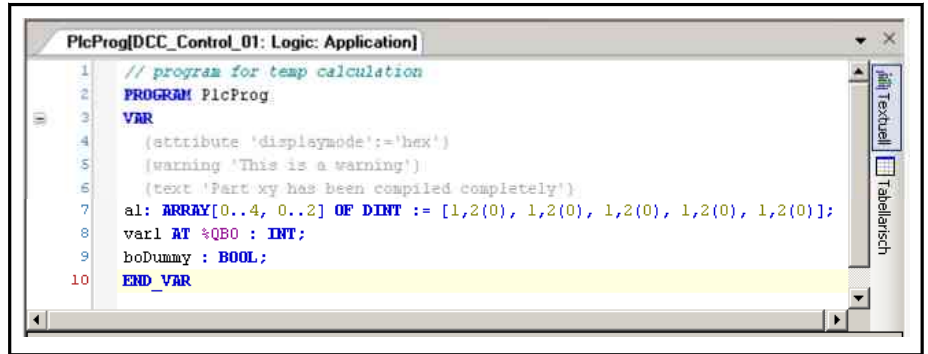 PlcProg[DCC_Control_01: Logic: Application]
1 // program for temp calculation
2 PROGRAM PlcProg
3 VAR
4 {attribute 'displaymode':='hex'}
5 {warning 'This is a warning'}
6 {text 'Part xy has been compiled completely'}
7 a1: ARRAY[0..4, 0..2] OF DINT := [1,2(0), 1,2(0), 1,2(0), 1,2(0), 1,2(0)];
8 var1 AT %QB0 : INT;
9 boDummy : BOOL;
10 END_VAR
Textuell
Tabellarisch